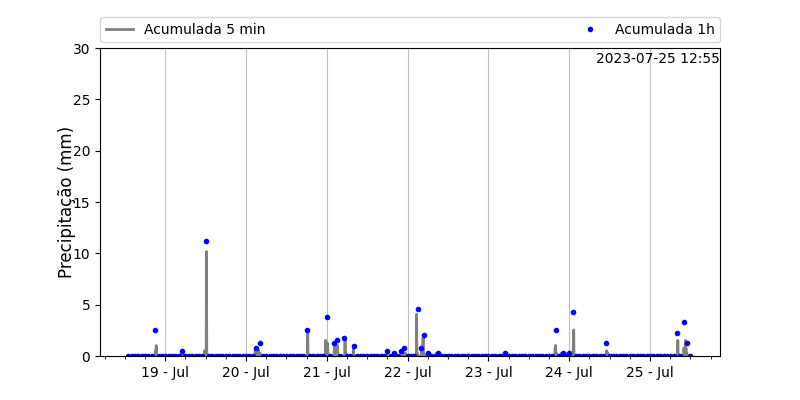 Acumulada 5 min
Acumulada 1h
2023-07-25 12:55
Precipitação (mm)
30
25
20
15
10
5
0
19 - Jul
20 - Jul
21 - Jul
22 - Jul
23 - Jul
24 - Jul
25 - Jul